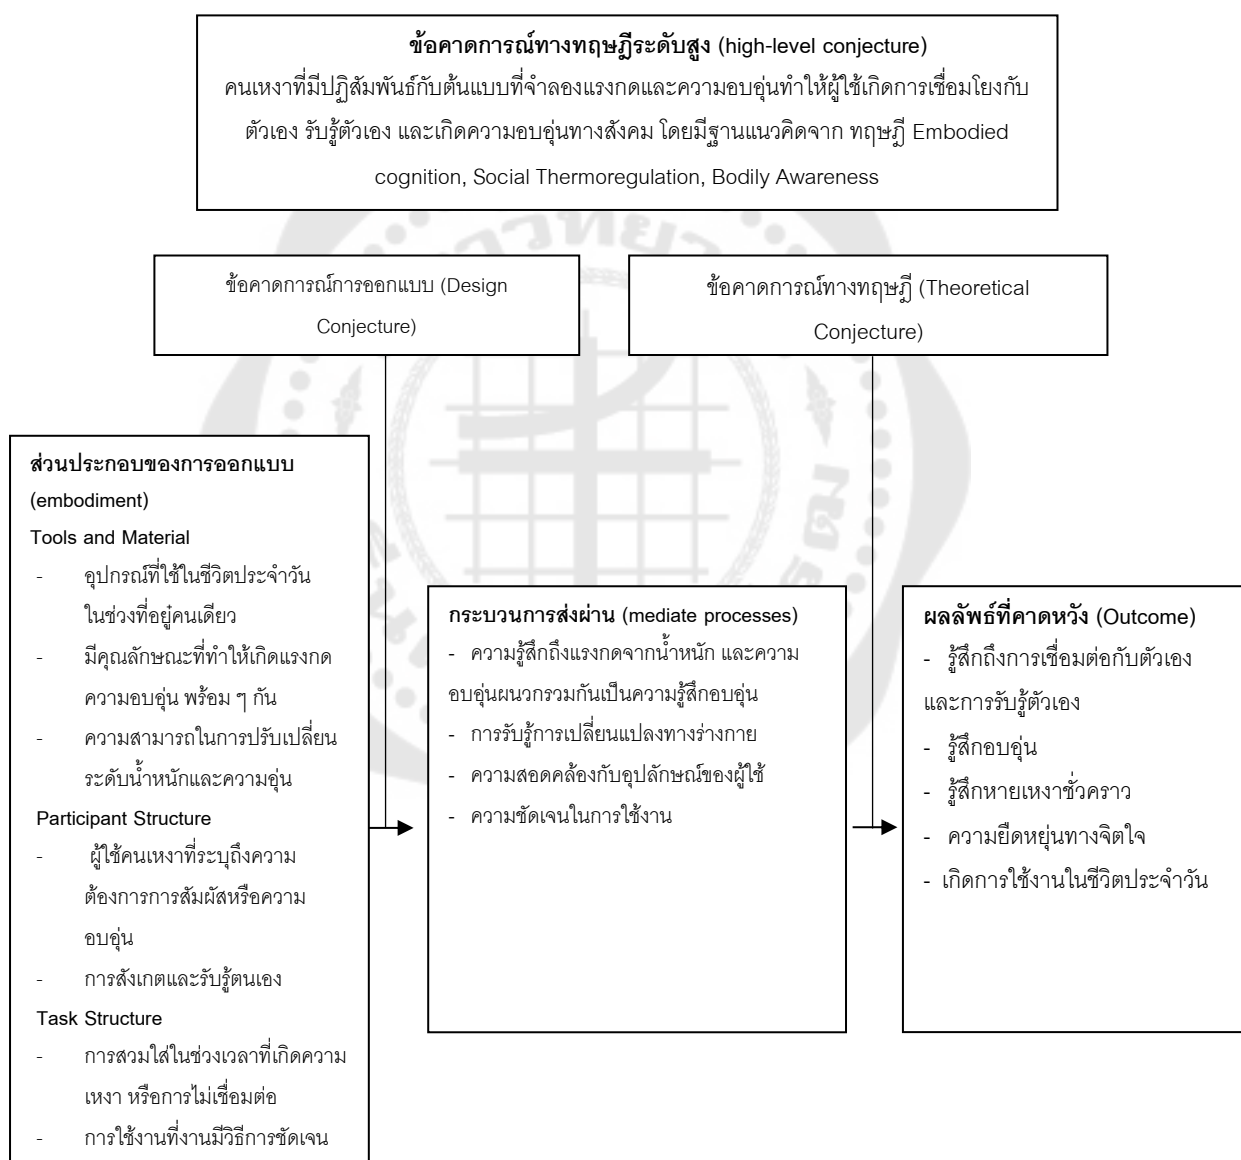 ข้อคาดการณ์ทางทฤษฎีระดับสูง (high-level conjecture)
คนเหงาที่มีปฏิสัมพันธ์กับต้นแบบที่จำลองแรงกดและความอบอุ่นทำให้ผู้ใช้เกิดการเชื่อมโยงกับ
ตัวเอง รับรู้ตัวเอง และเกิดความอบอุ่นทางสังคม โดยมีฐานแนวคิดจาก ทฤษฎี Embodied
cognition, Social Thermoregulation, Bodily Awareness
ข้อคาดการณ์การออกแบบ (Design
Conjecture)
ข้อคาดการณ์ทางทฤษฎี (Theoretical
Conjecture)
ส่วนประกอบของการออกแบบ
(embodiment)
Tools and Material
- อุปกรณ์ที่ใช้ในชีวิตประจำวัน
ในช่วงที่อยู่คนเดียว
- มีคุณลักษณะที่ทำให้เกิดแรงกด
ความอบอุ่น พร้อม ๆ กัน
- ความสามารถในการปรับเปลี่ยน
ระดับน้ำหนักและความอุ่น
Participant Structure
- ผู้ใช้คนเหงาที่ระบุถึงความ
ต้องการการสัมผัสหรือความ
อบอุ่น
- การสังเกตและรับรู้ตนเอง
Task Structure
- การสวมใส่ในช่วงเวลาที่เกิดความ
เหงา หรือการไม่เชื่อมต่อ
- การใช้งานที่งานมีวิธีการชัดเจน
กระบวนการส่งผ่าน (mediate processes)
- ความรู้สึกถึงแรงกดจากน้ำหนัก และความ
อบอุ่นผนวกรวมกันเป็นความรู้สึกอบอุ่น
- การรับรู้การเปลี่ยนแปลงทางร่างกาย
- ความสอดคล้องกับอุปลักษณ์ของผู้ใช้
- ความชัดเจนในการใช้งาน
ผลลัพธ์ที่คาดหวัง (Outcome)
- รู้สึกถึงการเชื่อมต่อกับตัวเอง
และการรับรู้ตัวเอง
- รู้สึกอบอุ่น
- รู้สึกหายเหงาชั่วคราว
- ความยืดหยุ่นทางจิตใจ
- เกิดการใช้งานในชีวิตประจำวัน